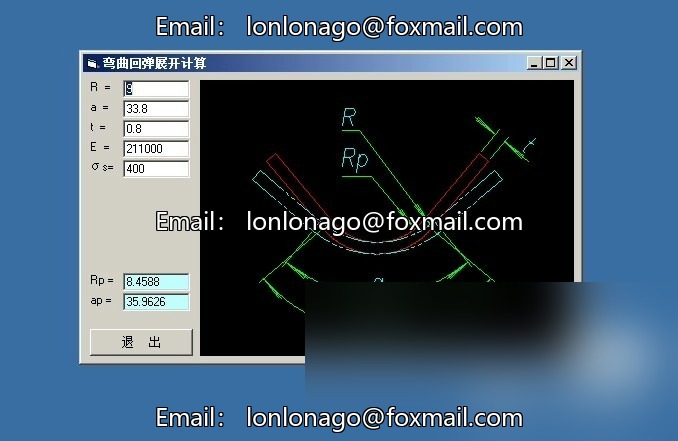 Email： lonlonago@foxmail.com
弯曲回弹展开计算
R = 9
a = 33.8
t = 0.8
E = 211000
σs= 400
R
Rp
t
Email： lonlonago@foxmail.com
a
Rp = 8.4588
ap = 35.9626
退 出
Email： lonlonago@foxmail.com